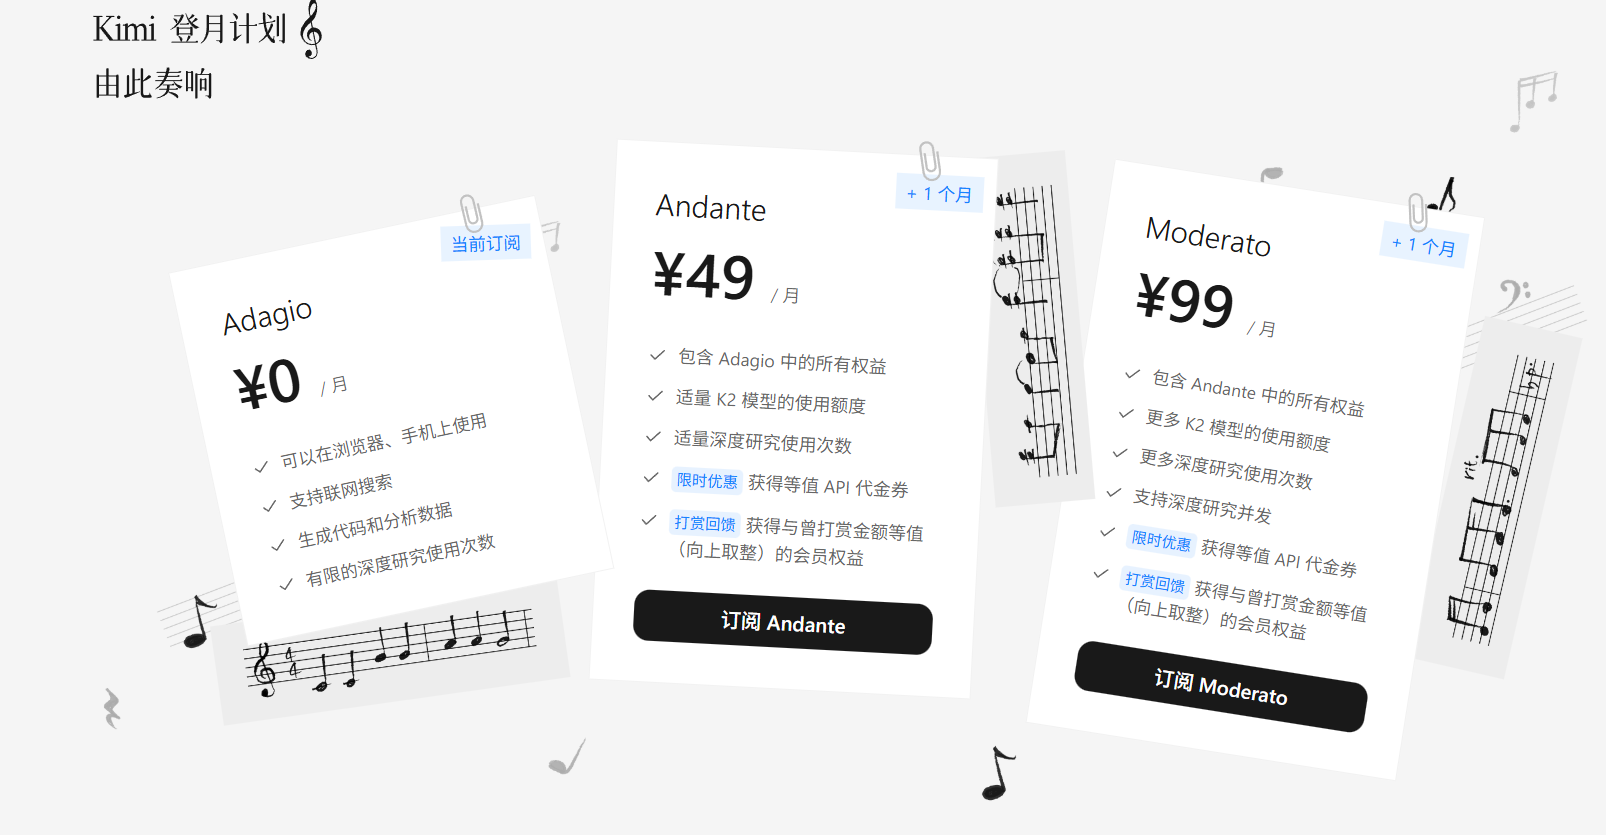 Kimi 登月计划
由此奏响
当前订阅
Adagio
¥0 / 月
可以在浏览器、手机上使用
支持联网搜索
生成代码和分析数据
有限的深度研究使用次数
+ 1 个月
Andante
¥49 / 月
包含 Adagio 中的所有权益
适量 K2 模型的使用额度
适量深度研究使用次数
限时优惠 获得等值 API 代金券
打赏回馈 获得与曾打赏金额等值
（向上取整）的会员权益
订阅 Andante
+ 1 个月
Moderato
¥99 / 月
包含 Andante 中的所有权益
更多 K2 模型的使用额度
更多深度研究使用次数
支持深度研究并发
限时优惠 获得等值 API 代金券
打赏回馈 获得与曾打赏金额等值
（向上取整）的会员权益
订阅 Moderato
rit.